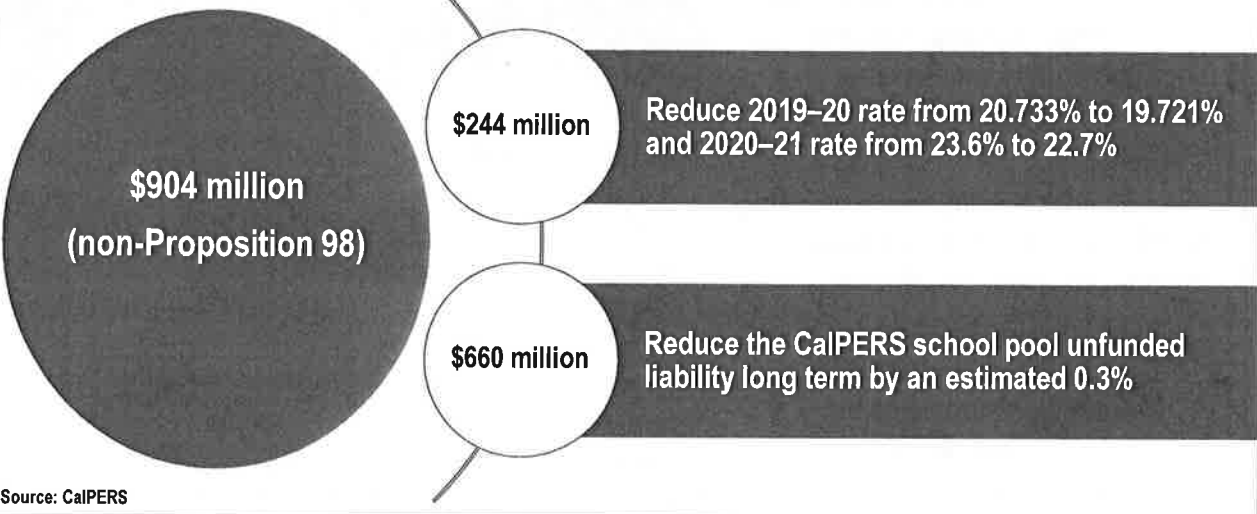 $904 million
(non-Proposition 98)
$244 million
Reduce 2019–20 rate from 20.733% to 19.721%
and 2020–21 rate from 23.6% to 22.7%
$660 million
Reduce the CalPERS school pool unfunded
liability long term by an estimated 0.3%
Source: CalPERS